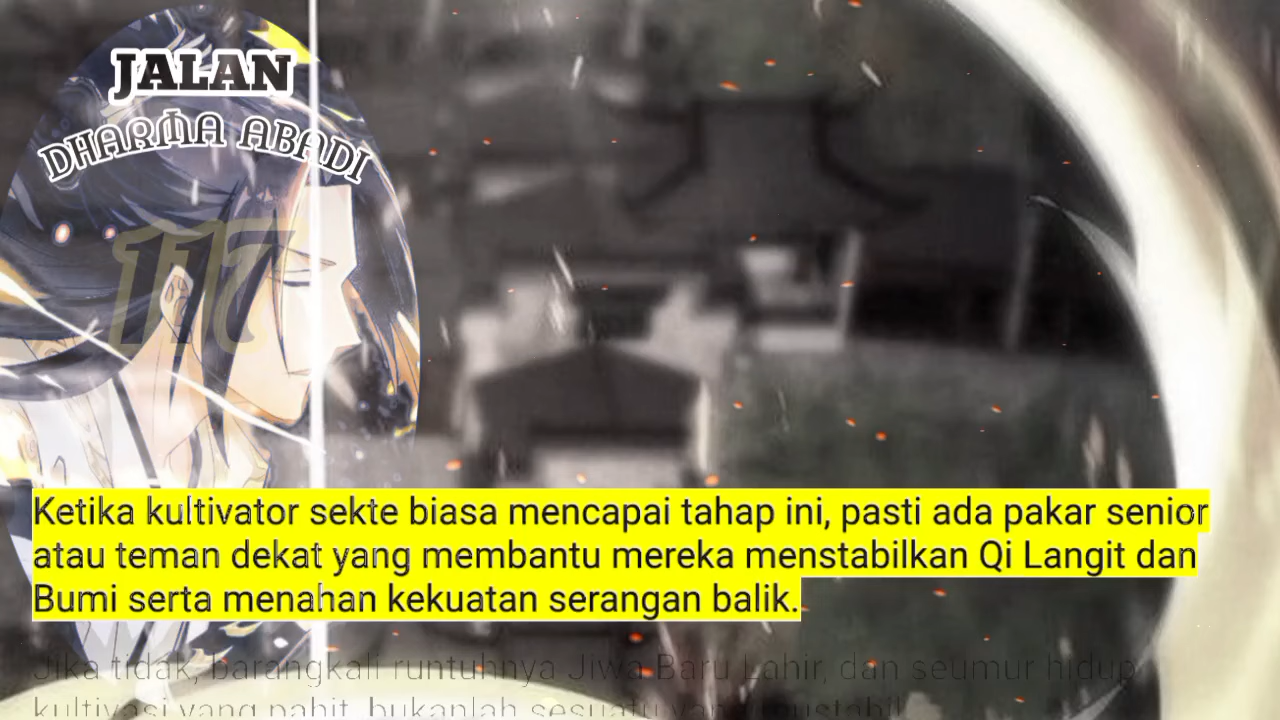 JALAN
DHARMA ABADI
117
Ketika kultivator sekte biasa mencapai tahap ini, pasti ada pakar senior
atau teman dekat yang membantu mereka menstabilkan Qi Langit dan
Bumi serta menahan kekuatan serangan balik.
Jika tidak, barangkali runtuhnya Jiwa Baru Lahir, dan seumur hidup
kultivasi yang pahit, bukanlah sesuatu yang mustahil.